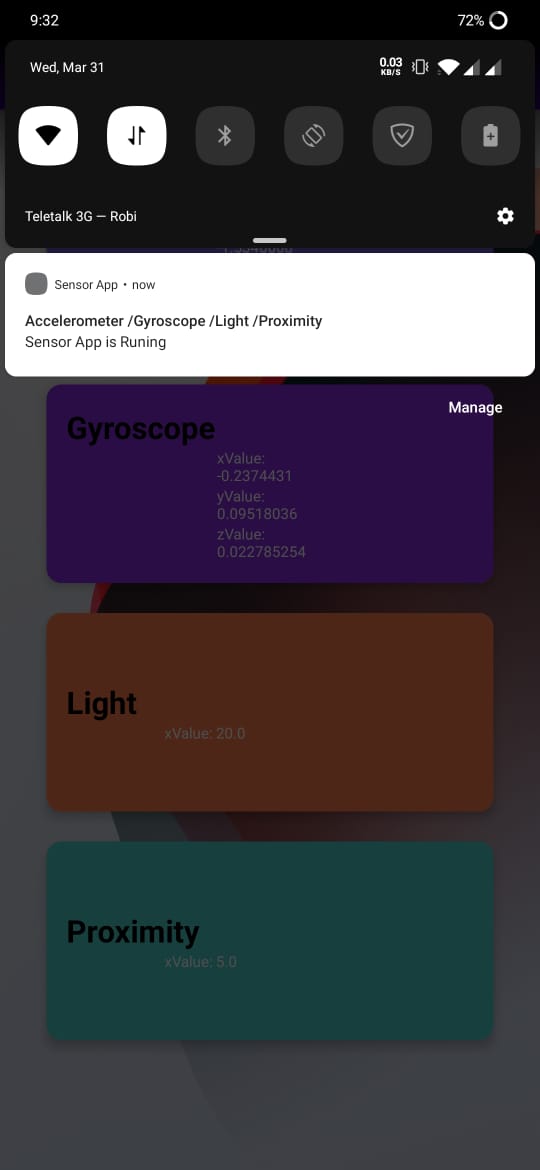 9:32
72%
Wed, Mar 31
0.03
KB/S
Teletalk 3G — Robi
Sensor App • now
Accelerometer /Gyroscope /Light /Proximity
Sensor App is Runing
Manage
Gyroscope
xValue:
-0.2374431
yValue:
0.09518036
zValue:
0.022785254
Light
xValue: 20.0
Proximity
xValue: 5.0